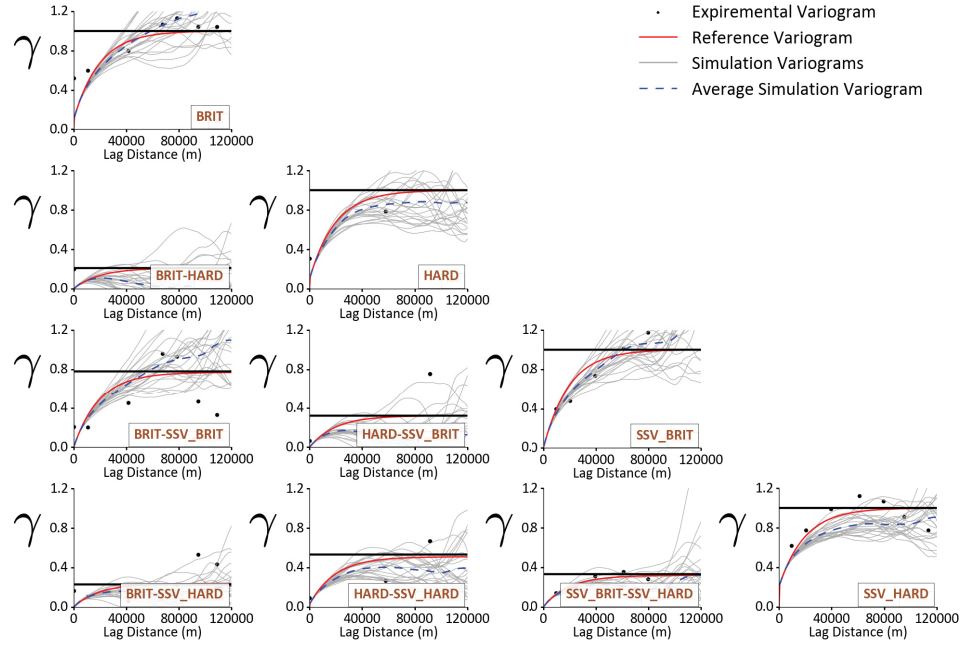 Expiremental Variogram
Reference Variogram
Simulation Variograms
Average Simulation Variogram
γ
1.2
0.8
0.4
0.0
0 40000 80000 120000
Lag Distance (m)
BRIT
γ
1.2
0.8
0.4
0.0
0 40000 80000 120000
Lag Distance (m)
BRIT-HARD
γ
1.2
0.8
0.4
0.0
0 40000 80000 120000
Lag Distance (m)
HARD
γ
1.2
0.8
0.4
0.0
0 40000 80000 120000
Lag Distance (m)
BRIT-SSV_BRIT
γ
1.2
0.8
0.4
0.0
0 40000 80000 120000
Lag Distance (m)
HARD-SSV_BRIT
γ
1.2
0.8
0.4
0.0
0 40000 80000 120000
Lag Distance (m)
SSV_BRIT
γ
1.2
0.8
0.4
0.0
0 40000 80000 120000
Lag Distance (m)
BRIT-SSV_HARD
γ
1.2
0.8
0.4
0.0
0 40000 80000 120000
Lag Distance (m)
HARD-SSV_HARD
γ
1.2
0.8
0.4
0.0
0 40000 80000 120000
Lag Distance (m)
SSV_BRIT-SSV_HARD
γ
1.2
0.8
0.4
0.0
0 40000 80000 120000
Lag Distance (m)
SSV_HARD